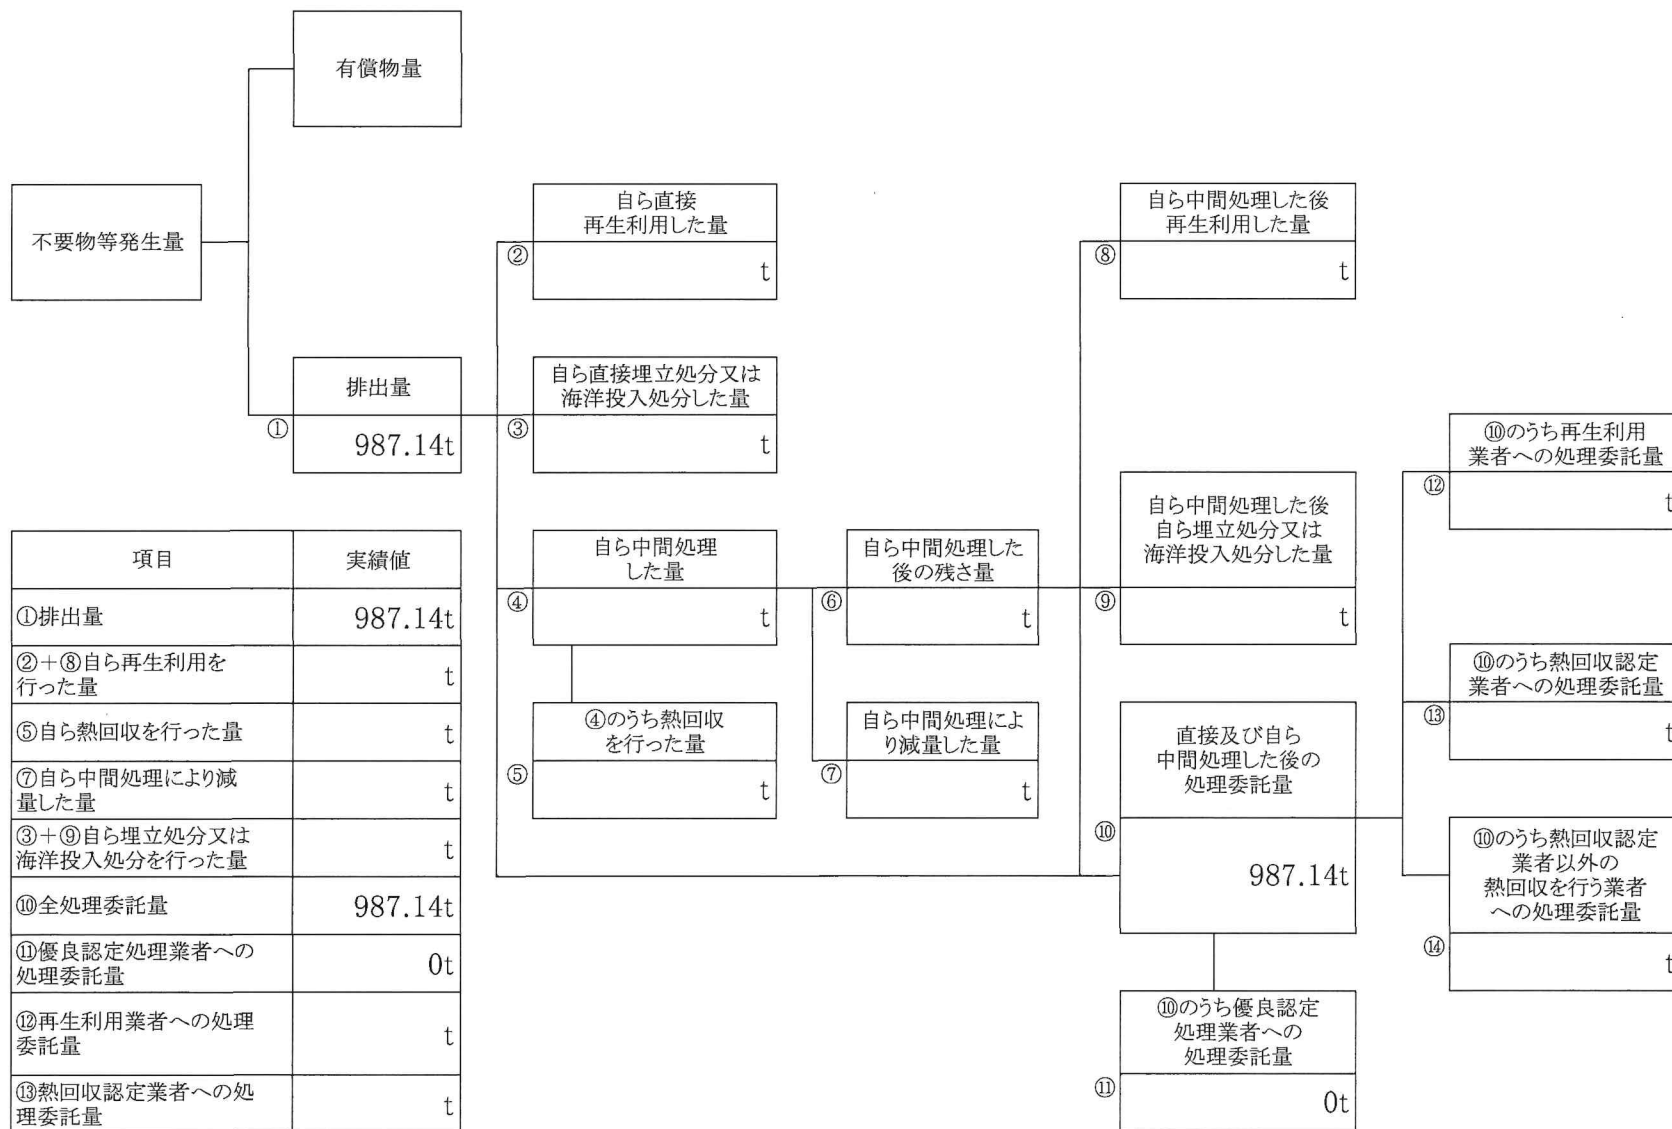 有償物量
不要物等発生量
自ら直接
再生利用した量
②
t
自ら中間処理した後
再生利用した量
⑧
t
排出量
①
987.14t
自ら直接埋立処分又は
海洋投入処分した量
③
t
⑩のうち再生利用
業者への処理委託量
⑫
t
自ら中間処理
した量
④
t
自ら中間処理した
後の残さ量
⑥
t
自ら中間処理した後
自ら埋立処分又は
海洋投入処分した量
⑨
t
⑩のうち熱回収認定
業者への処理委託量
⑬
t
④のうち熱回収
を行った量
⑤
t
自ら中間処理によ
り減量した量
⑦
t
直接及び自ら
中間処理した後の
処理委託量
⑩
987.14t
⑩のうち熱回収認定
業者以外の
熱回収を行う業者
への処理委託量
⑭
t
⑩のうち優良認定
処理業者への
処理委託量
⑪
0t
項目 実績値
①排出量 987.14t
②＋⑧自ら再生利用を
行った量 t
⑤自ら熱回収を行った量 t
⑦自ら中間処理により減
量した量 t
③＋⑨自ら埋立処分又は
海洋投入処分を行った量 t
⑩全処理委託量 987.14t
⑪優良認定処理業者への
処理委託量 0t
⑫再生利用業者への処理
委託量 t
⑬熱回収認定業者への処
理委託量 t